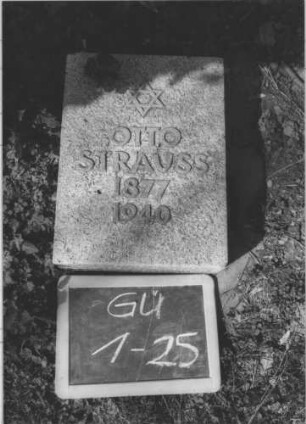 OTTO
STRAUSS
1877
1940
GÜ
1-25